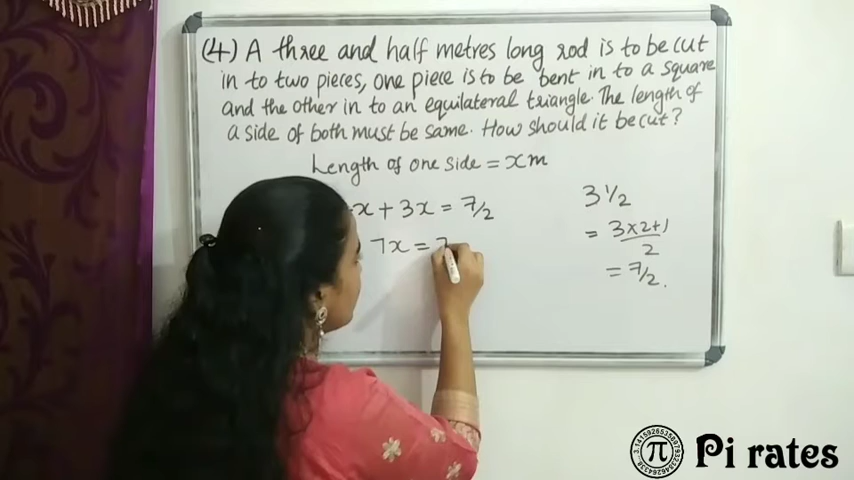 (4) A three and half metres long rod is to be cut
in to two pieces, one piece is to be bent in to a square
and the other in to an equilateral triangle. The length of
a side of both must be same. How should it be cut?
Length of one side = x m
x + 3x = 7/2
7x = 7
3 1/2
= 3×2+1
2
= 7/2.
π
Pi rates